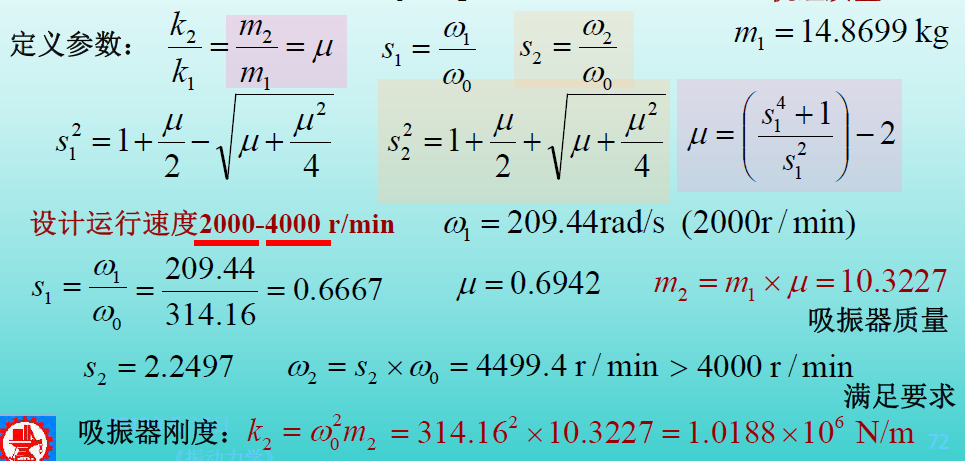 定义参数： k₂/k₁ = m₂/m₁ = μ s₁ = ω₁/ω₀ s₂ = ω₂/ω₀ m₁ = 14.8699 kg
s₁² = 1 + μ/2 − √(μ + μ²/4) s₂² = 1 + μ/2 + √(μ + μ²/4) μ = ((s₁⁴ + 1)/s₁²) − 2
设计运行速度2000-4000 r/min ω₁ = 209.44rad/s (2000r / min)
s₁ = ω₁/ω₀ = 209.44/314.16 = 0.6667 μ = 0.6942 m₂ = m₁ × μ = 10.3227
吸振器质量
s₂ = 2.2497 ω₂ = s₂ × ω₀ = 4499.4 r / min > 4000 r / min
满足要求
吸振器刚度：k₂ = ω₀²m₂ = 314.16² × 10.3227 = 1.0188 × 10⁶ N/m 72